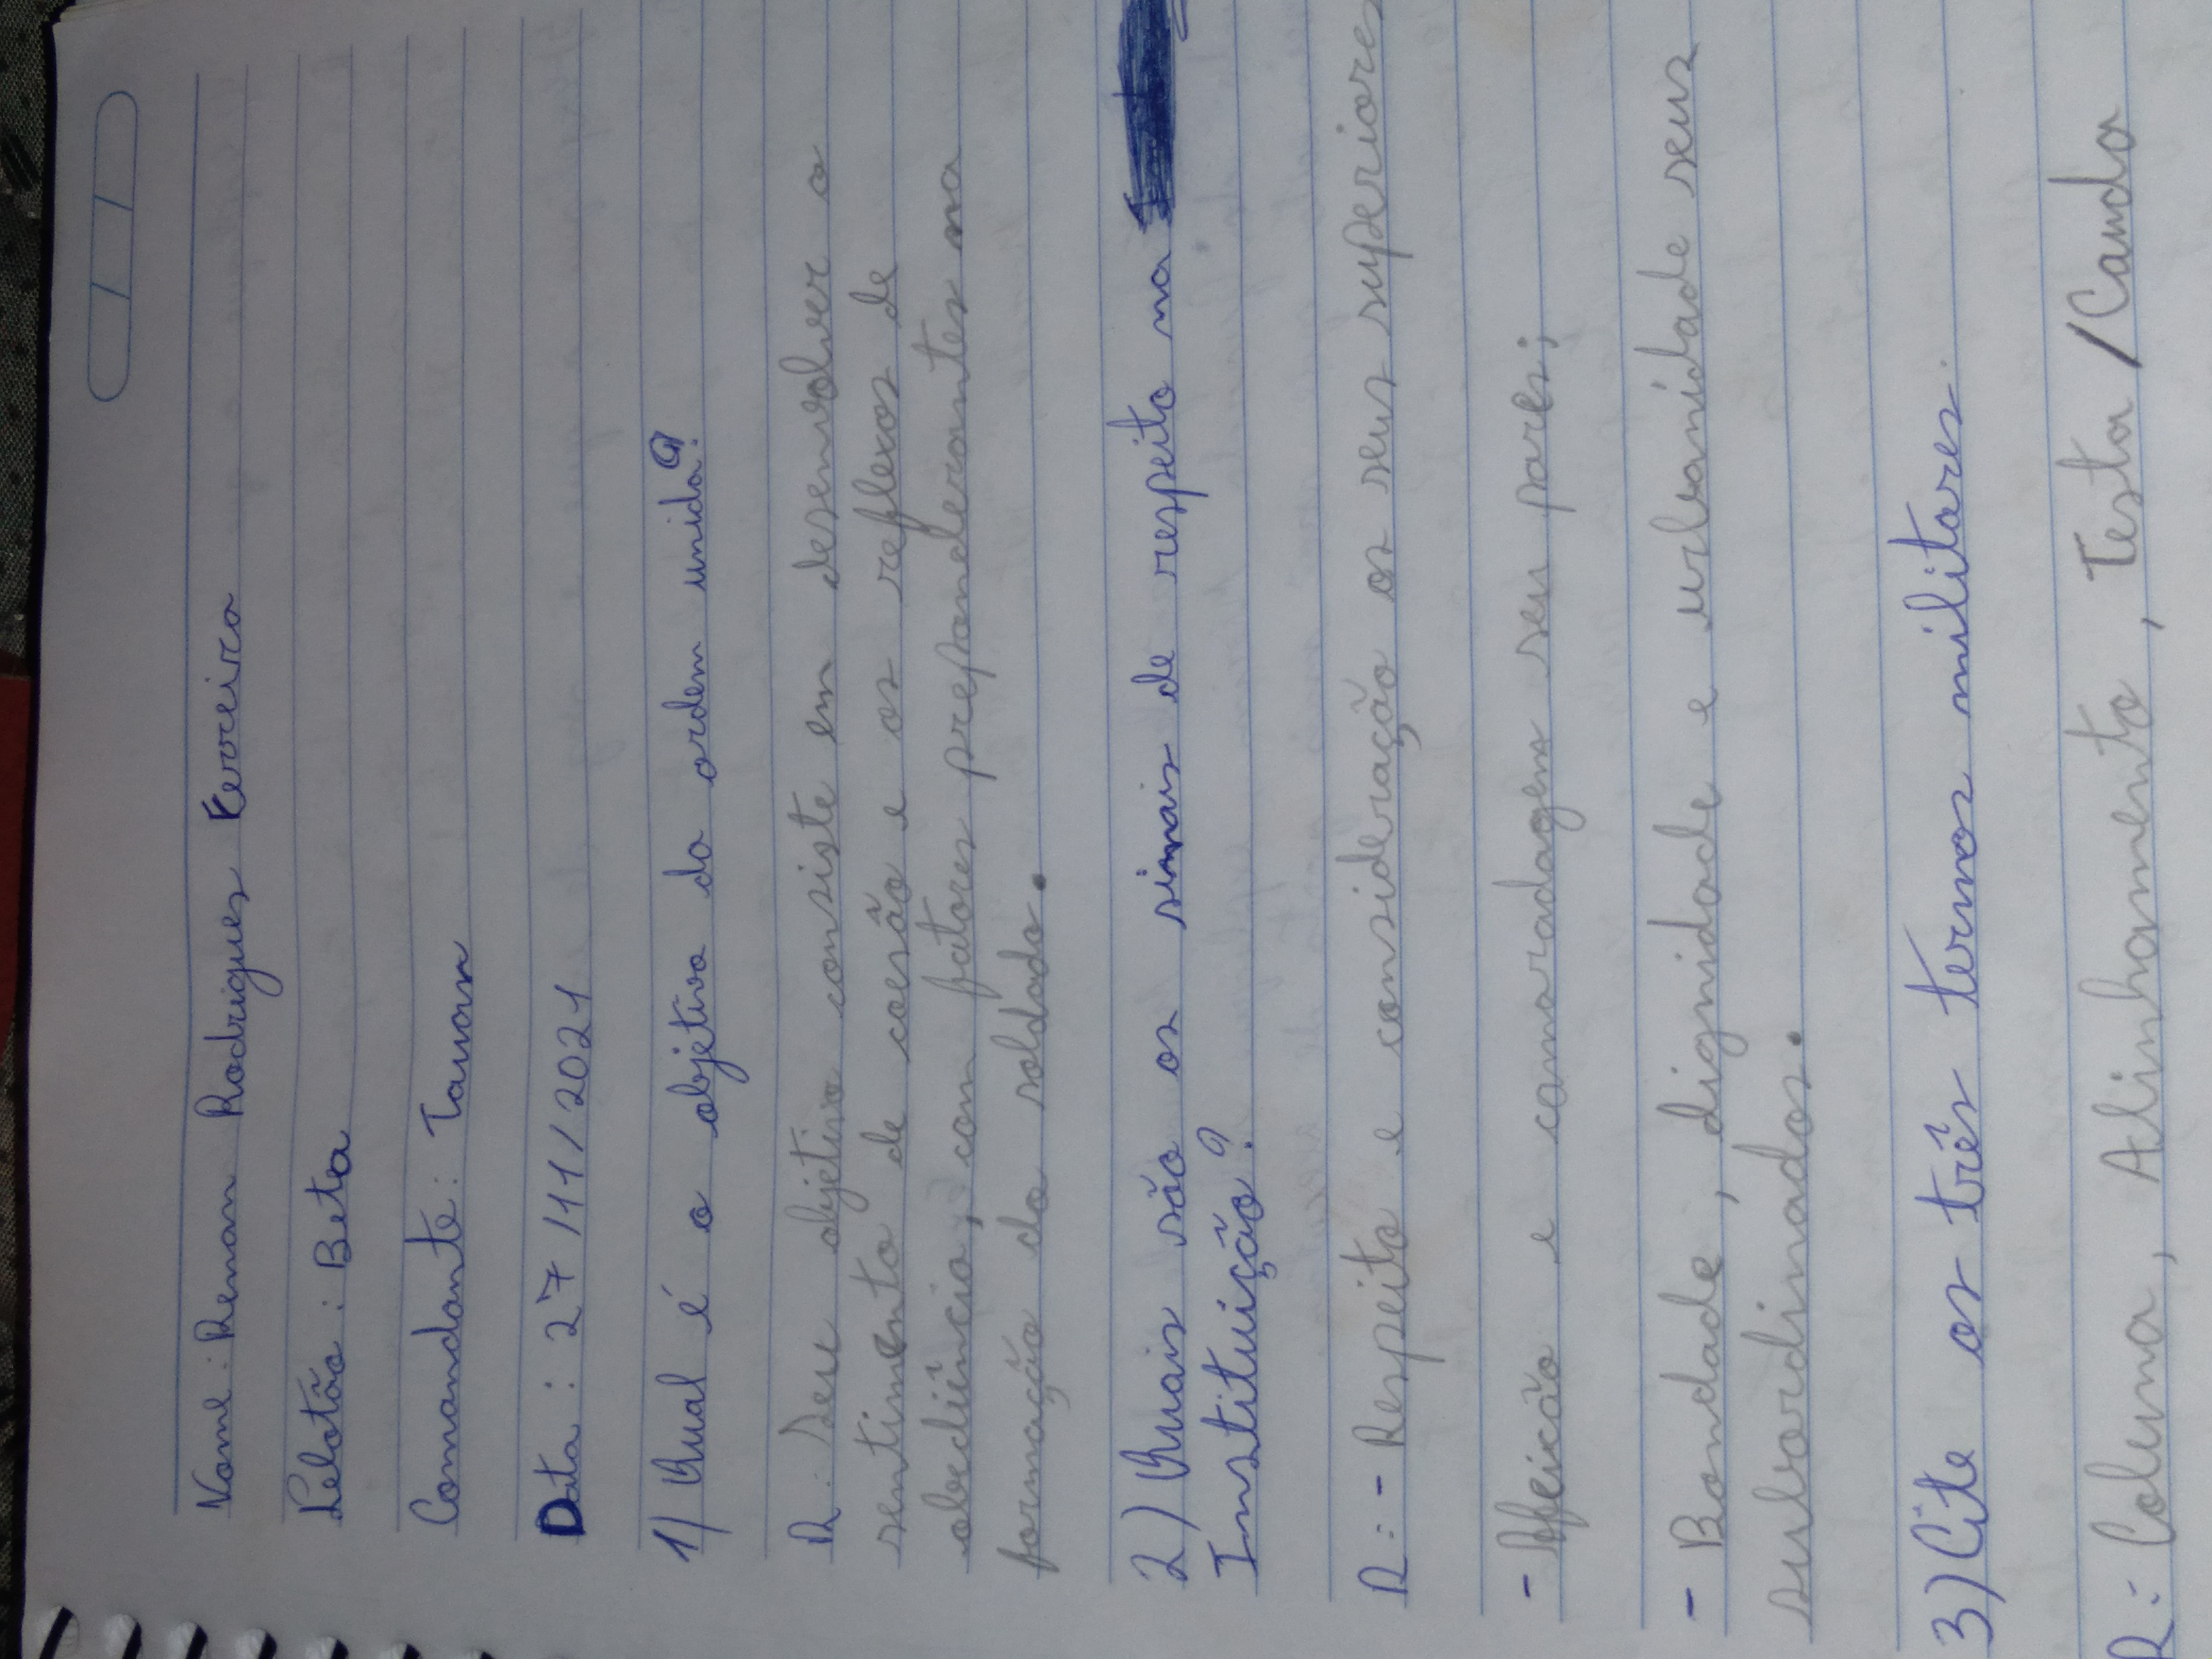 Nome: Renan Rodrigues Ferreira
Pelotão: Beta
Comandante: Tauan
Data: 27/11/2021
1) Qual é o objetivo da ordem unida?
R: Seu objetivo consiste em desenvolver o
sentimento de coesão e os reflexos de
obediência, com fatores preponderantes na
formação do soldado.
2) Quais são os sinais de respeito na
Instituição?
R: - Respeito e consideração os seus superiores
- Afeicão e camaradagem seu pares;
- Bondade, dignidade e urbanidade seus
subordinados.
3) Cite os três termos militares.
R: Coluna, Alinhamento, Testa / Cauda